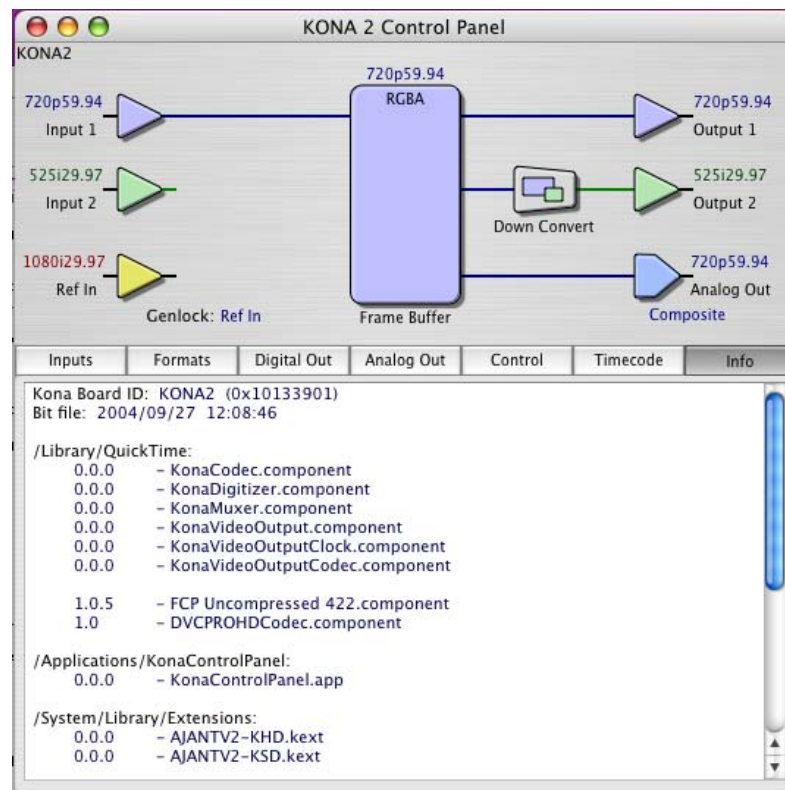 KONA 2 Control Panel
KONA2
720p59.94
RGBA
720p59.94
Input 1
720p59.94
Output 1
525i29.97
Input 2
Down Convert
525i29.97
Output 2
1080i29.97
Ref In
Genlock: Ref In
Frame Buffer
720p59.94
Analog Out
Composite
Inputs Formats Digital Out Analog Out Control Timecode Info
Kona Board ID: KONA2 (0x10133901)
Bit file: 2004/09/27 12:08:46
/Library/QuickTime:
0.0.0 – KonaCodec.component
0.0.0 – KonaDigitizer.component
0.0.0 – KonaMuxer.component
0.0.0 – KonaVideoOutput.component
0.0.0 – KonaVideoOutputClock.component
0.0.0 – KonaVideoOutputCodec.component
1.0.5 – FCP Uncompressed 422.component
1.0 – DVCPROHDCodec.component
/Applications/KonaControlPanel:
0.0.0 – KonaControlPanel.app
/System/Library/Extensions:
0.0.0 – AJANTV2–KHD.kext
0.0.0 – AJANTV2–KSD.kext